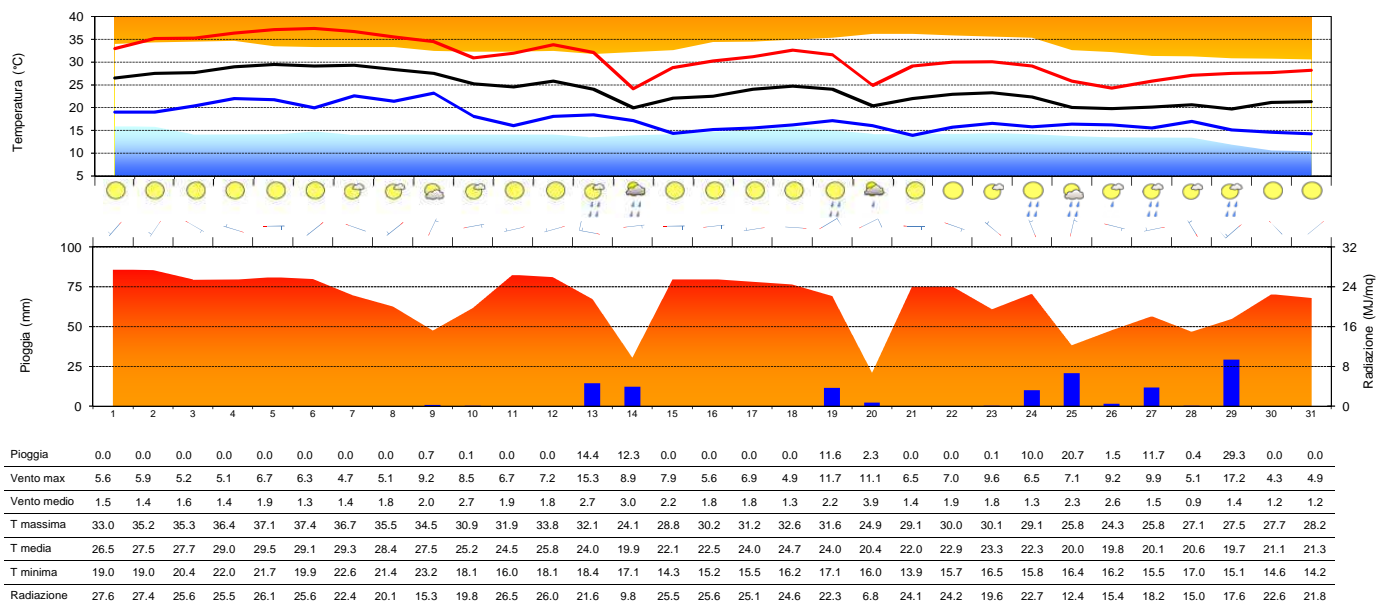 40
35
30
25
20
15
10
5
Temperatura (°C)
100
75
50
25
0
Pioggia (mm)
32
24
16
8
0
Radiazione (MJ/mq)
1 2 3 4 5 6 7 8 9 10 11 12 13 14 15 16 17 18 19 20 21 22 23 24 25 26 27 28 29 30 31
Pioggia 0.0 0.0 0.0 0.0 0.0 0.0 0.0 0.0 0.7 0.1 0.0 0.0 14.4 12.3 0.0 0.0 0.0 0.0 11.6 2.3 0.0 0.0 0.1 10.0 20.7 1.5 11.7 0.4 29.3 0.0 0.0
Vento max 5.6 5.9 5.2 5.1 6.7 6.3 4.7 5.1 9.2 8.5 6.7 7.2 15.3 8.9 7.9 5.6 6.9 4.9 11.7 11.1 6.5 7.0 9.6 6.5 7.1 9.2 9.9 5.1 17.2 4.3 4.9
Vento medio 1.5 1.4 1.6 1.4 1.9 1.3 1.4 1.8 2.0 2.7 1.9 1.8 2.7 3.0 2.2 1.8 1.8 1.3 2.2 3.9 1.4 1.9 1.8 1.3 2.3 2.6 1.5 0.9 1.4 1.2 1.2
T massima 33.0 35.2 35.3 36.4 37.1 37.4 36.7 35.5 34.5 30.9 31.9 33.8 32.1 24.1 28.8 30.2 31.2 32.6 31.6 24.9 29.1 30.0 30.1 29.1 25.8 24.3 25.8 27.1 27.5 27.7 28.2
T media 26.5 27.5 27.7 29.0 29.5 29.1 29.3 28.4 27.5 25.2 24.5 25.8 24.0 19.9 22.1 22.5 24.0 24.7 24.0 20.4 22.0 22.9 23.3 22.3 20.0 19.8 20.1 20.6 19.7 21.1 21.3
T minima 19.0 19.0 20.4 22.0 21.7 19.9 22.6 21.4 23.2 18.1 16.0 18.1 18.4 17.1 14.3 15.2 15.5 16.2 17.1 16.0 13.9 15.7 16.5 15.8 16.4 16.2 15.5 17.0 15.1 14.6 14.2
Radiazione 27.6 27.4 25.6 25.5 26.1 25.6 22.4 20.1 15.3 19.8 26.5 26.0 21.6 9.8 25.5 25.6 25.1 24.6 22.3 6.8 24.1 24.2 19.6 22.7 12.4 15.4 18.2 15.0 17.6 22.6 21.8